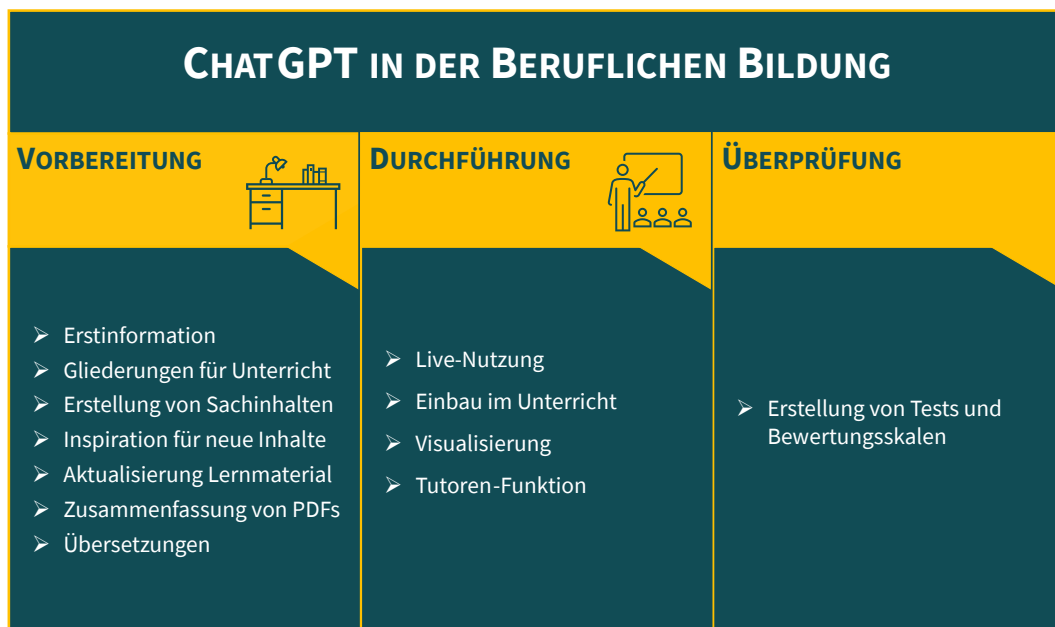 CHATGPT IN DER BERUFLICHEN BILDUNG
VORBEREITUNG
➢ Erstinformation
➢ Gliederungen für Unterricht
➢ Erstellung von Sachinhalten
➢ Inspiration für neue Inhalte
➢ Aktualisierung Lernmaterial
➢ Zusammenfassung von PDFs
➢ Übersetzungen
DURCHFÜHRUNG
➢ Live-Nutzung
➢ Einbau im Unterricht
➢ Visualisierung
➢ Tutoren-Funktion
ÜBERPRÜFUNG
➢ Erstellung von Tests und
Bewertungsskalen